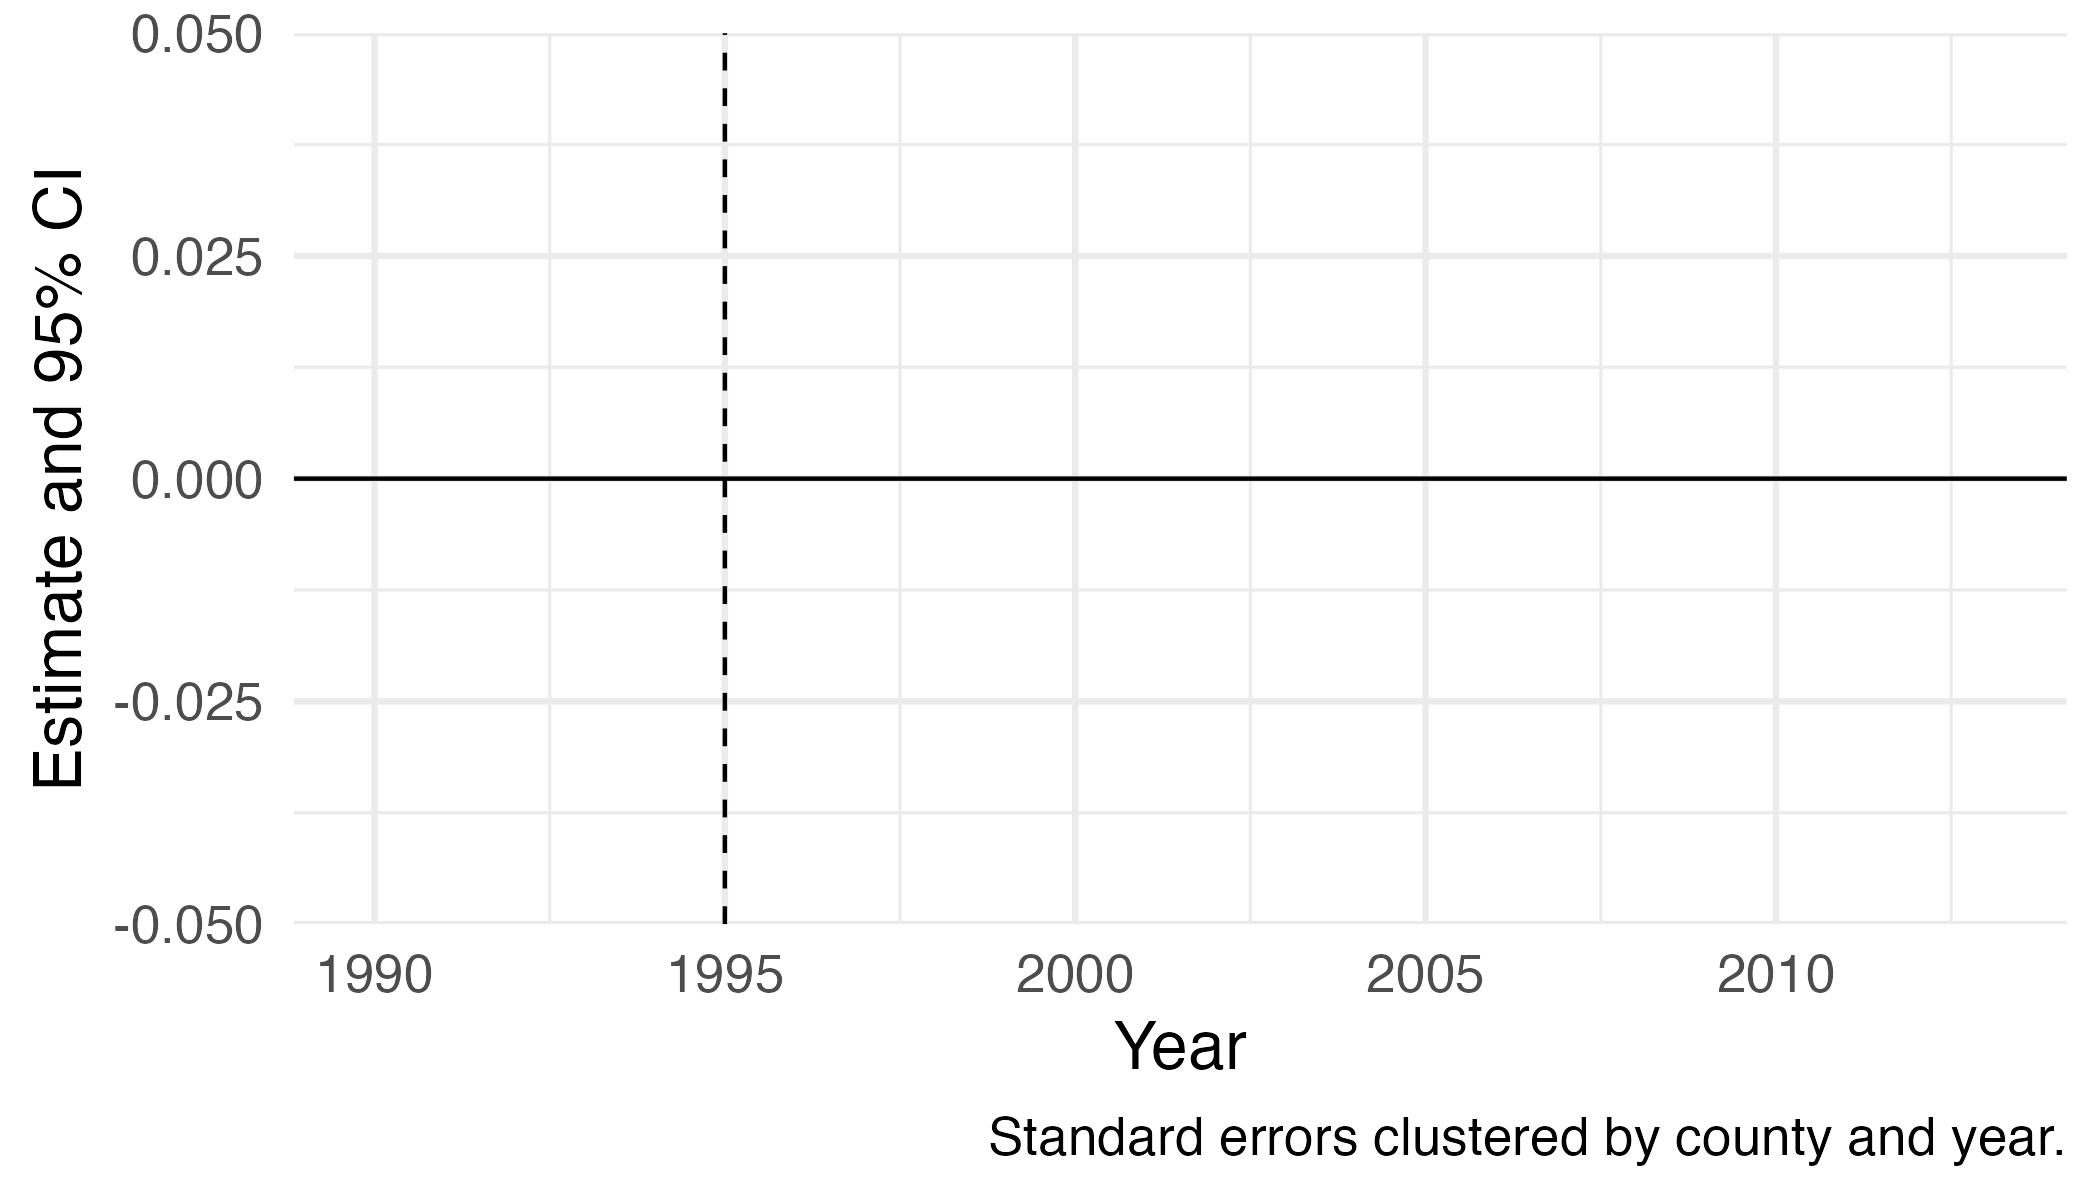 0.050
0.025
0.000
-0.025
-0.050
Estimate and 95% CI
1990 1995 2000 2005 2010
Year
Standard errors clustered by county and year.